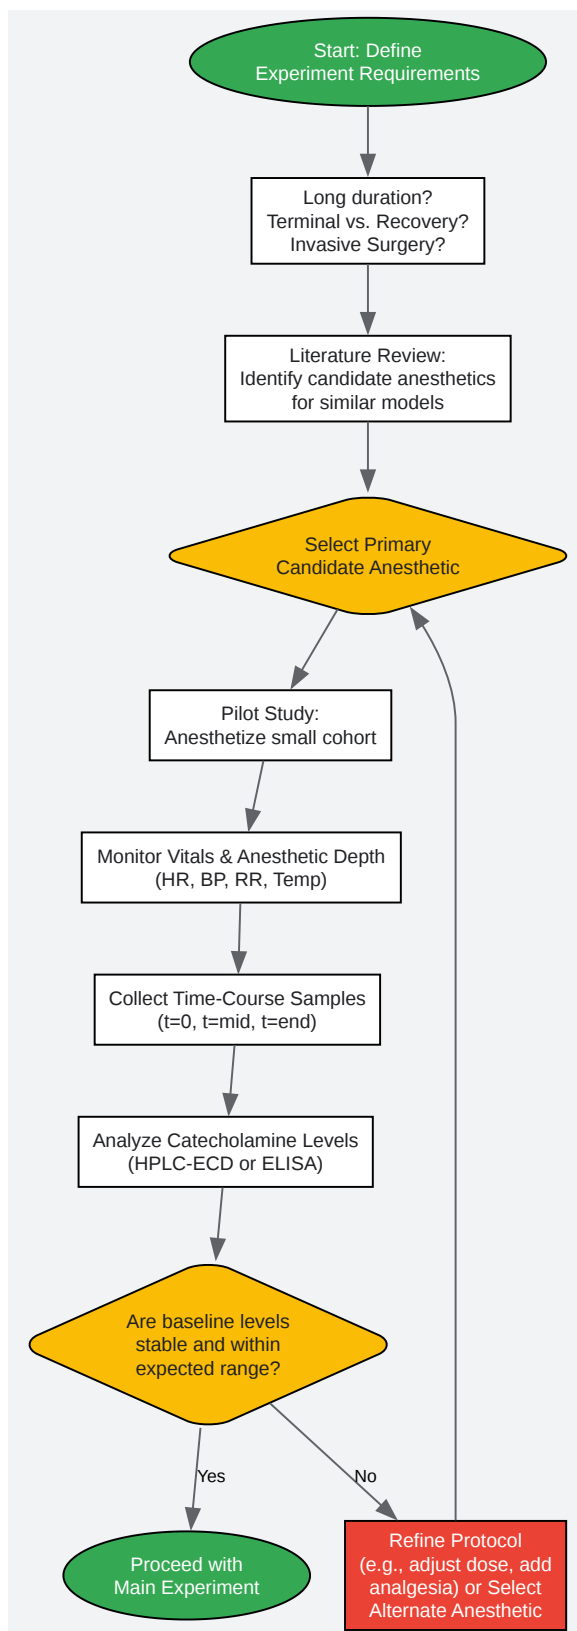 Start: Define
Experiment Requirements
Long duration?
Terminal vs. Recovery?
Invasive Surgery?
Literature Review:
Identify candidate anesthetics
for similar models
Select Primary
Candidate Anesthetic
Pilot Study:
Anesthetize small cohort
Monitor Vitals & Anesthetic Depth
(HR, BP, RR, Temp)
Collect Time-Course Samples
(t=0, t=mid, t=end)
Analyze Catecholamine Levels
(HPLC-ECD or ELISA)
Are baseline levels
stable and within
expected range?
Yes
No
Proceed with
Main Experiment
Refine Protocol
(e.g., adjust dose, add
analgesia) or Select
Alternate Anesthetic